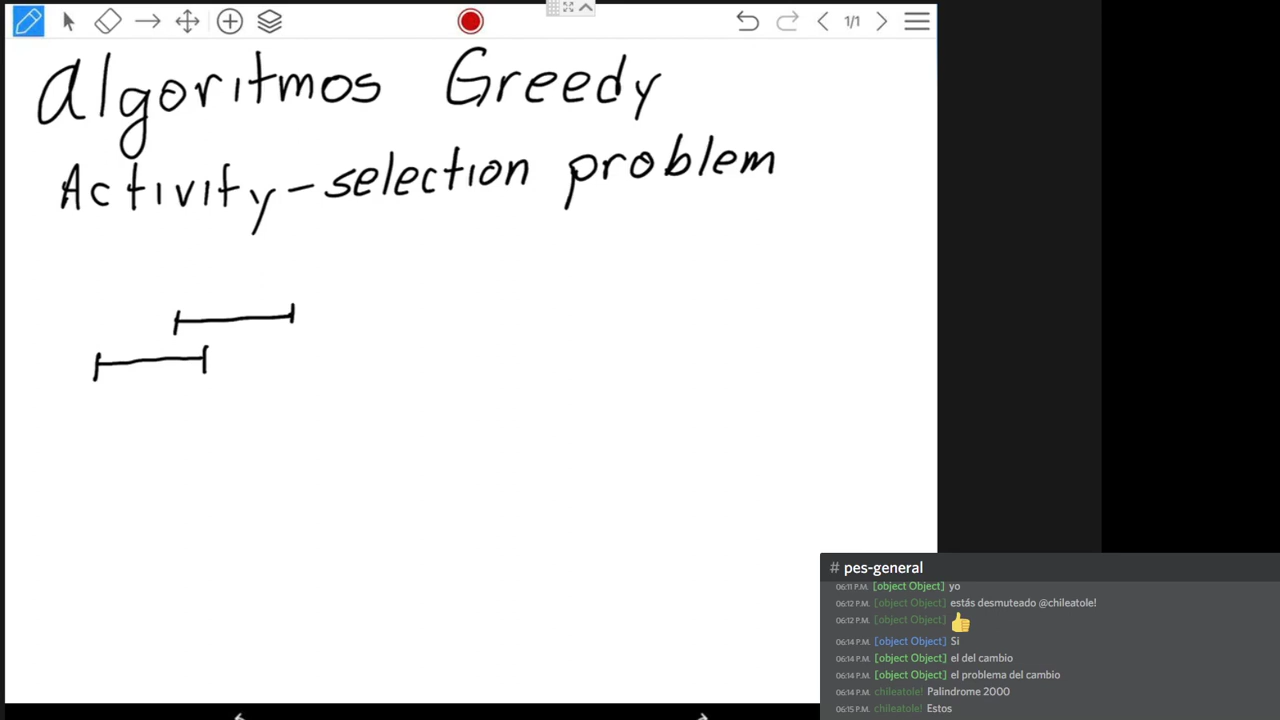 1/1
Algoritmos Greedy
Activity-selection problem
# pes-general
06:11 P.M. [object Object] yo
06:12 P.M. [object Object] estás desmuteado @chileatole!
06:12 P.M. [object Object] 👍
06:14 P.M. [object Object] Si
06:14 P.M. [object Object] el del cambio
06:14 P.M. [object Object] el problema del cambio
06:14 P.M. chileatole! Palindrome 2000
06:15 P.M. chileatole! Estos